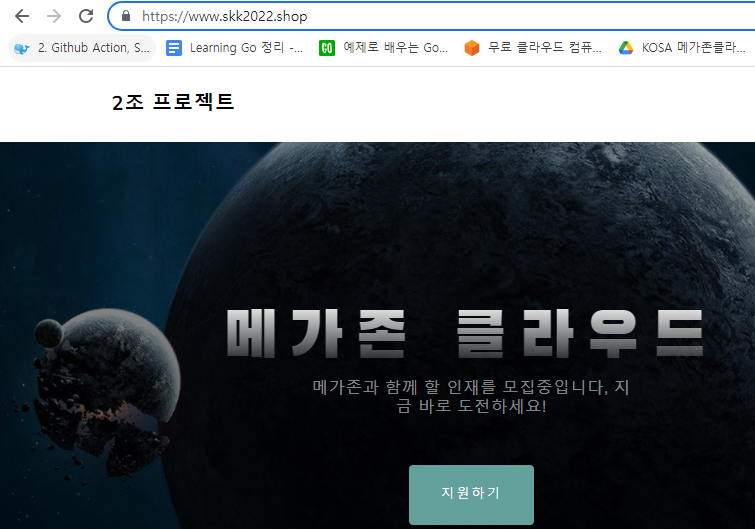 https://www.skk2022.shop
2. Github Action, S... Learning Go 정리 -... GO 예제로 배우는 Go... 무료 클라우드 컴퓨... KOSA 메가존클라...
2조 프로젝트
메가존 클라우드
메가존과 함께 할 인재를 모집중입니다, 지
금 바로 도전하세요!
지원하기